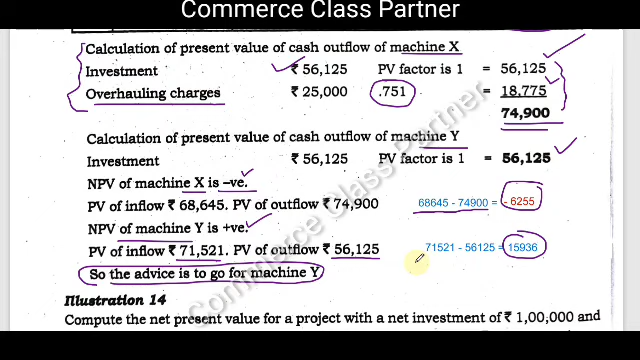 Commerce Class Partner
Calculation of present value of cash outflow of machine X
Investment ₹ 56,125 PV factor is 1 = 56,125
Overhauling charges ₹ 25,000 .751 = 18,775
74,900
Calculation of present value of cash outflow of machine Y
Investment ₹ 56,125 PV factor is 1 = 56,125
NPV of machine X is –ve.
PV of inflow ₹ 68,645. PV of outflow ₹ 74,900 68645 - 74900 = - 6255
NPV of machine Y is +ve.
PV of inflow ₹ 71,521. PV of outflow ₹ 56,125 71521 - 56125 = 15936
So the advice is to go for machine Y
Illustration 14
Compute the net present value for a project with a net investment of ₹ 1,00,000 and
Commerce Class Partner